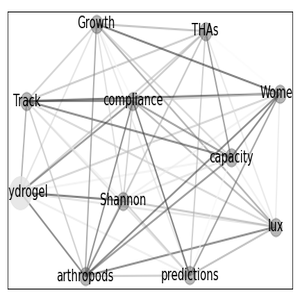 Growth
THAs
Wome
Track
compliance
capacity
ydrogel
Shannon
lux
arthropods
predictions